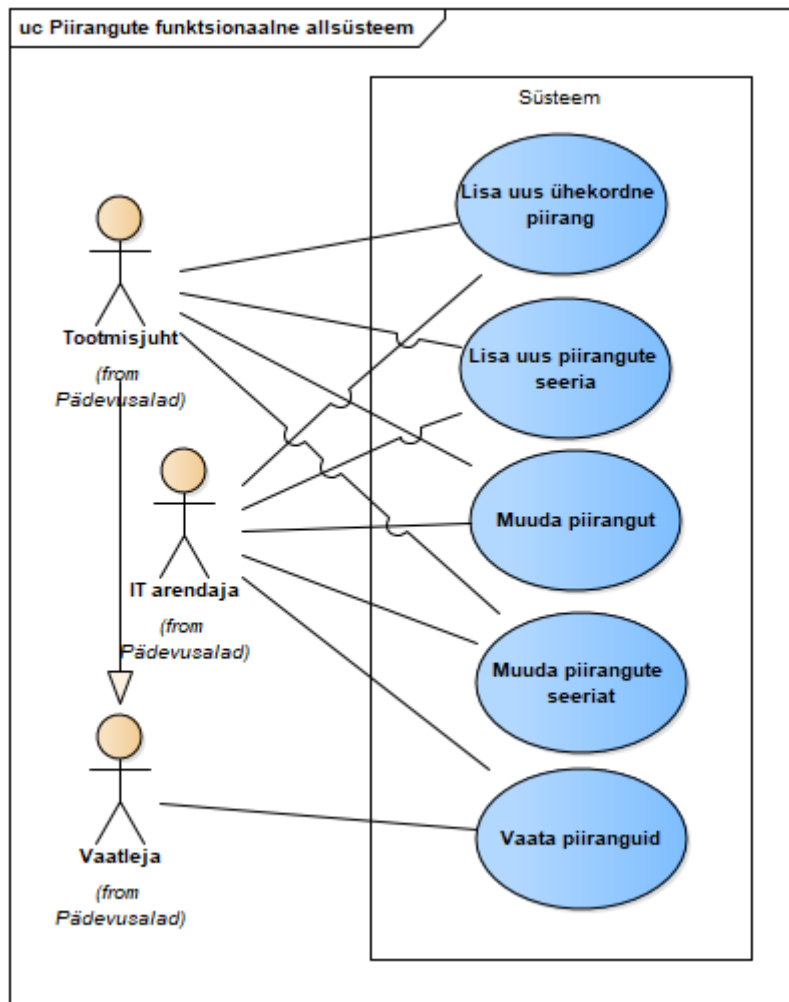 uc Piirangute funktsionaalne allsüsteem
Süsteem
Lisa uus ühekordne
piirang
Tootmisjuht
(from
Pädevusalad)
Lisa uus piirangute
seeria
IT arendaja
(from
Pädevusalad)
Muuda piirangut
Muuda piirangute
seeriat
Vaatleja
(from
Pädevusalad)
Vaata piiranguid